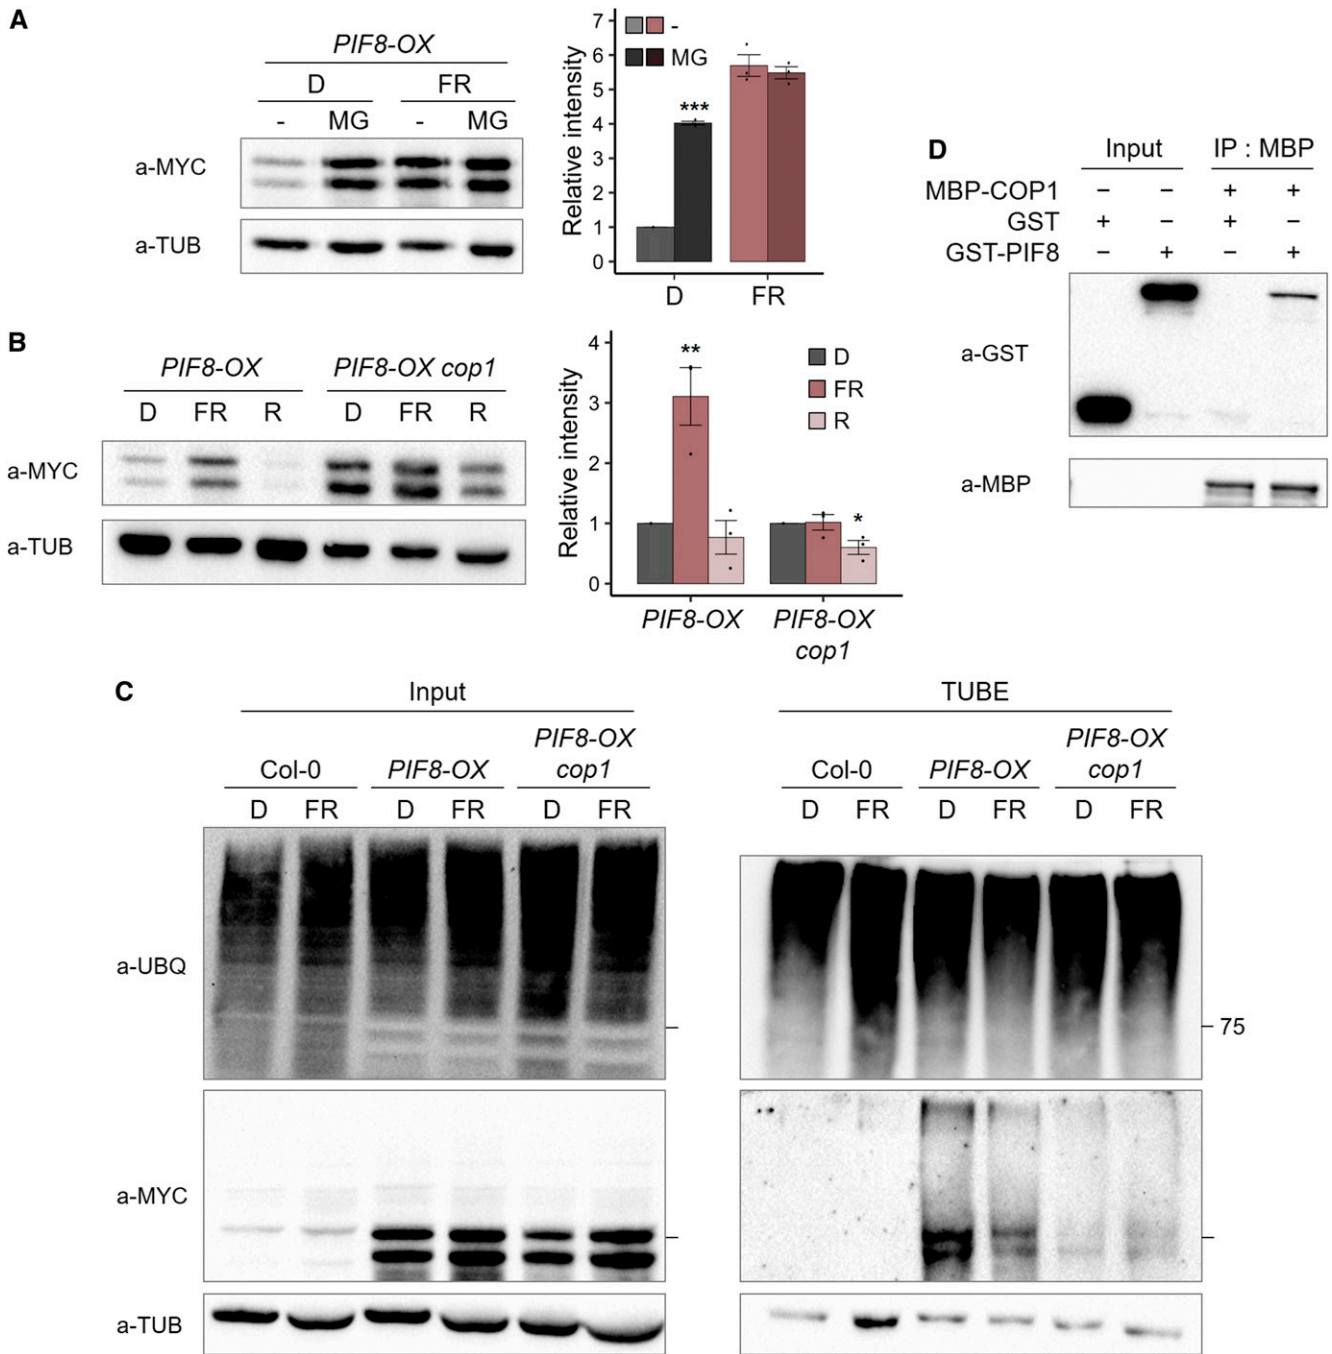 A
PIF8-OX
D FR
- MG - MG
a-MYC
a-TUB
Relative intensity
7
6
5
4
3
2
1
0
-
MG
***
D FR
D
Input IP : MBP
MBP-COP1 – – + +
GST + – + –
GST-PIF8 – + – +
a-GST
a-MBP
B
PIF8-OX PIF8-OX cop1
D FR R D FR R
a-MYC
a-TUB
Relative intensity
4
3
2
1
0
**
*
D
FR
R
PIF8-OX PIF8-OX
cop1
C
Input TUBE
PIF8-OX PIF8-OX
Col-0 PIF8-OX cop1 Col-0 PIF8-OX cop1
D FR D FR D FR D FR D FR D FR
a-UBQ
75
a-MYC
a-TUB